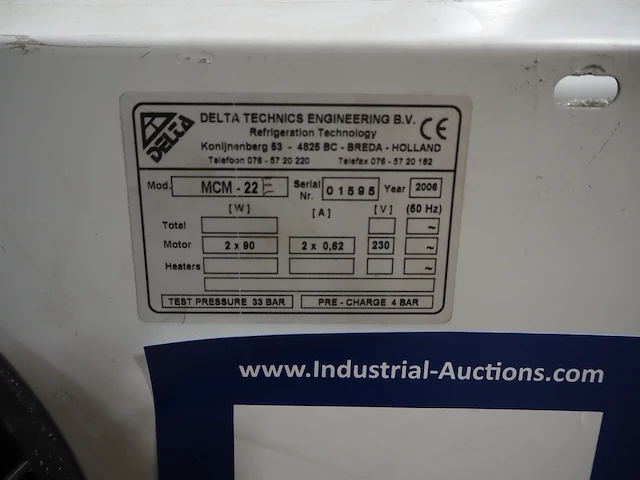 DELTA
DELTA TECHNICS ENGINEERING B.V.
Refrigeration Technology
Konijnenberg 53 - 4825 BC - BREDA - HOLLAND
Telefoon 076 - 57 20 220 Telefax 076 - 57 20 182
CE
Mod. MCM - 22 E Serial Nr. 01595 Year 2006
[W] [A] [V] (50 Hz)
Total ~
Motor 2 x 90 2 x 0,62 230 ~
Heaters ~
TEST PRESSURE 33 BAR PRE - CHARGE 4 BAR
www.Industrial-Auctions.com